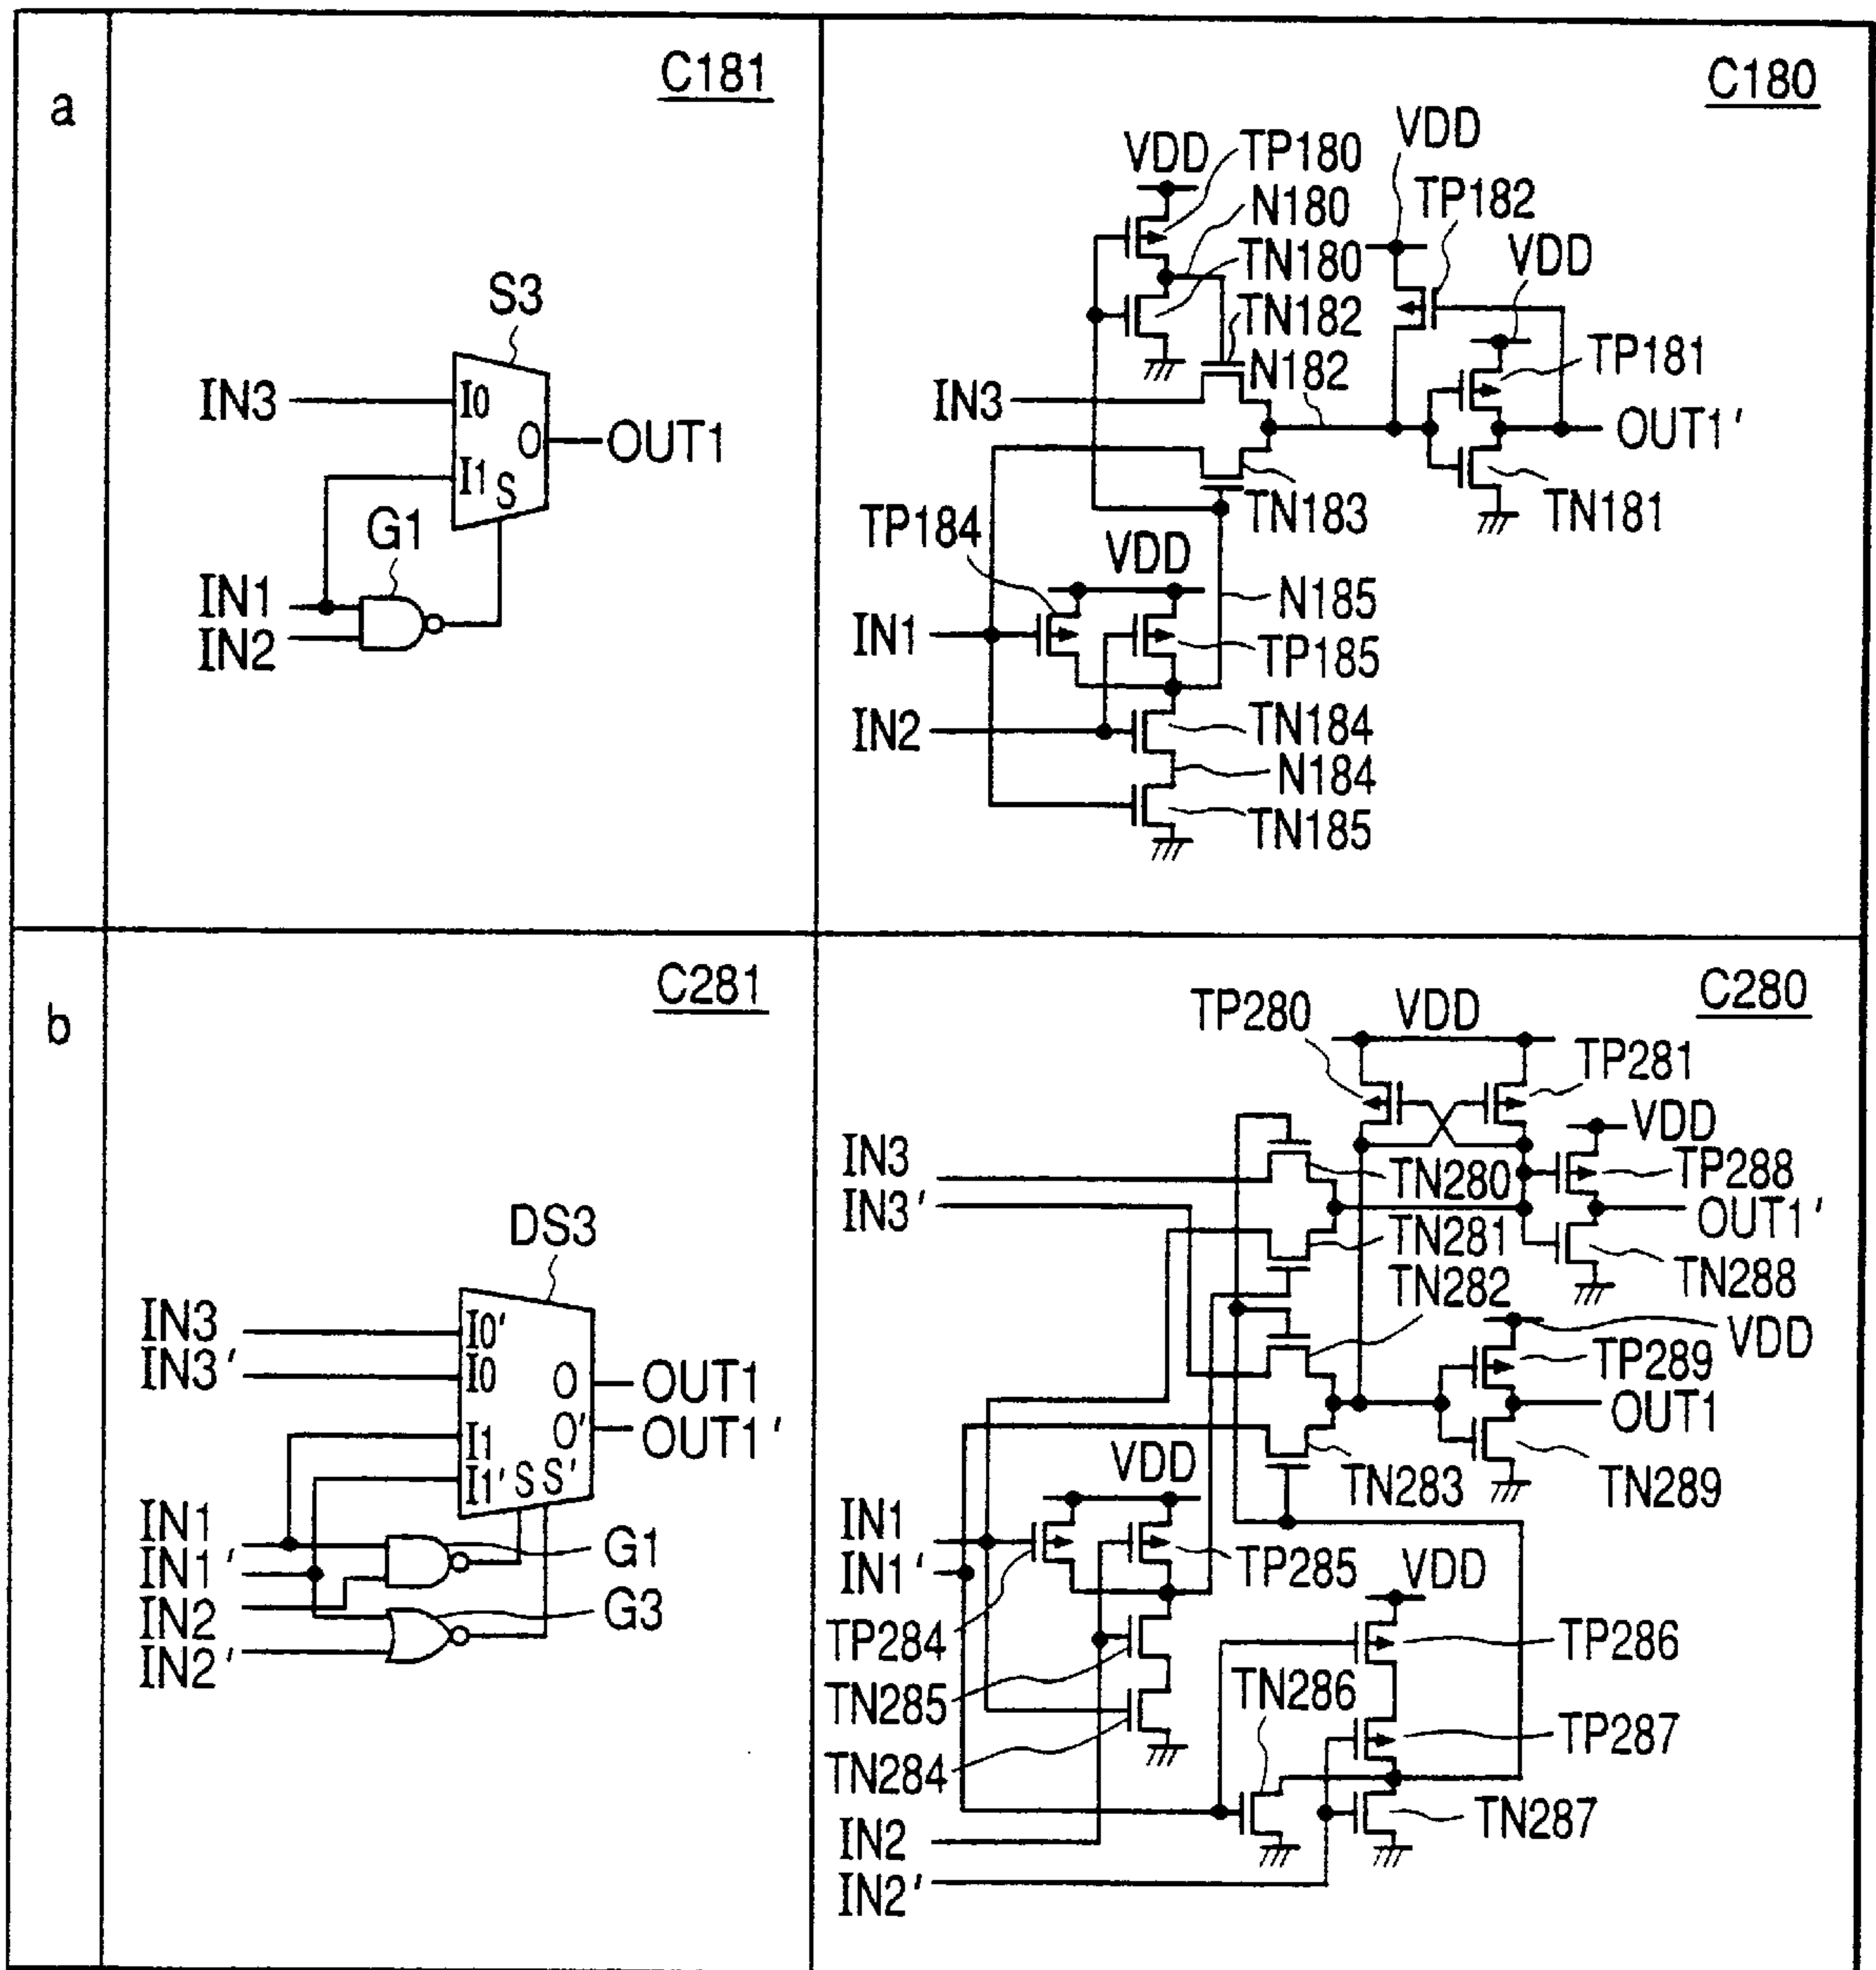 a
C181
S3
IN3
I0
O
OUT1
I1
S
G1
IN1
IN2
C180
VDD
TP180
VDD
N180
TP182
TN180
VDD
TN182
N182
TP181
IN3
OUT1'
TN183
TN181
TP184
VDD
N185
IN1
TP185
IN2
TN184
N184
TN185
b
C281
DS3
IN3
I0'
IN3'
I0
O
OUT1
O'
OUT1'
I1
I1'
S
S'
IN1
G1
IN1'
IN2
G3
IN2'
C280
TP280
VDD
TP281
VDD
IN3
TN280
TP288
IN3'
OUT1'
TN281
TN282
TN288
VDD
TP289
OUT1
VDD
TN283
TN289
IN1
IN1'
TP285
VDD
TP284
TP286
TN285
TN286
TP287
TN284
TN287
IN2
IN2'